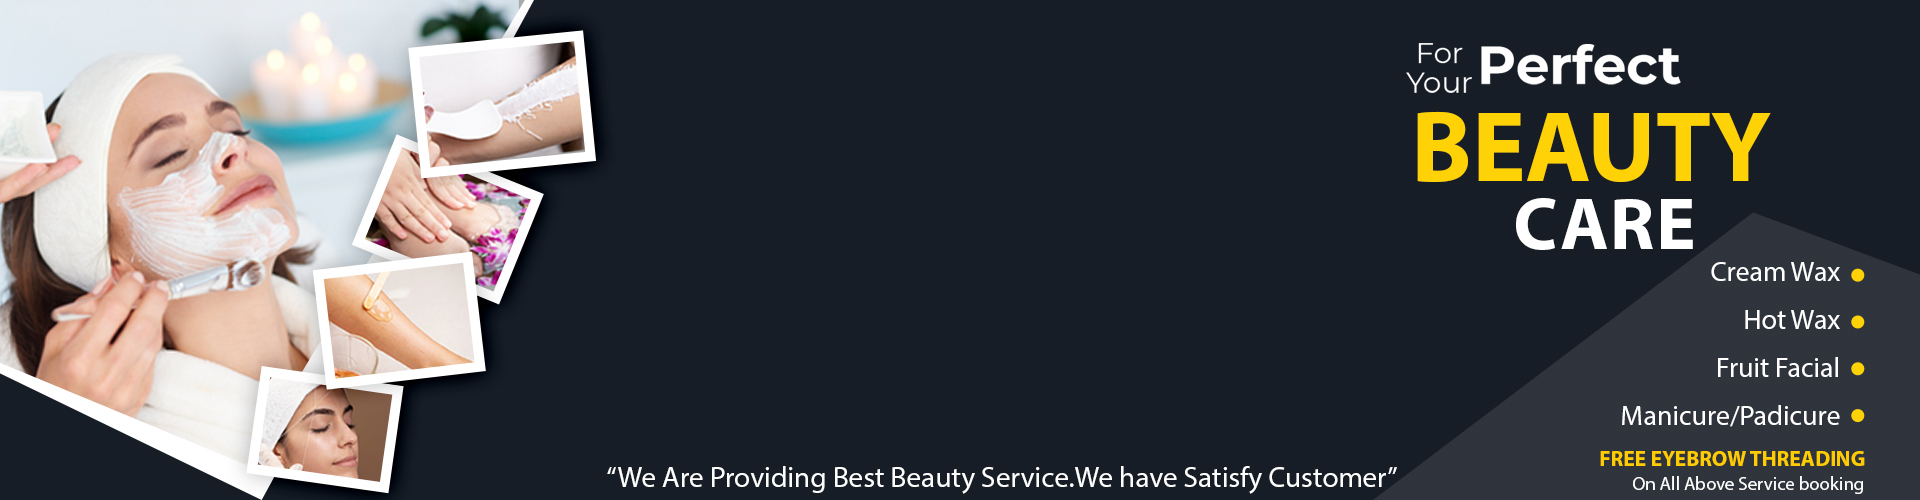 For
Your Perfect
BEAUTY
CARE
Cream Wax
Hot Wax
Fruit Facial
Manicure/Padicure
FREE EYEBROW THREADING
On All Above Service booking
“We Are Providing Best Beauty Service.We have Satisfy Customer”